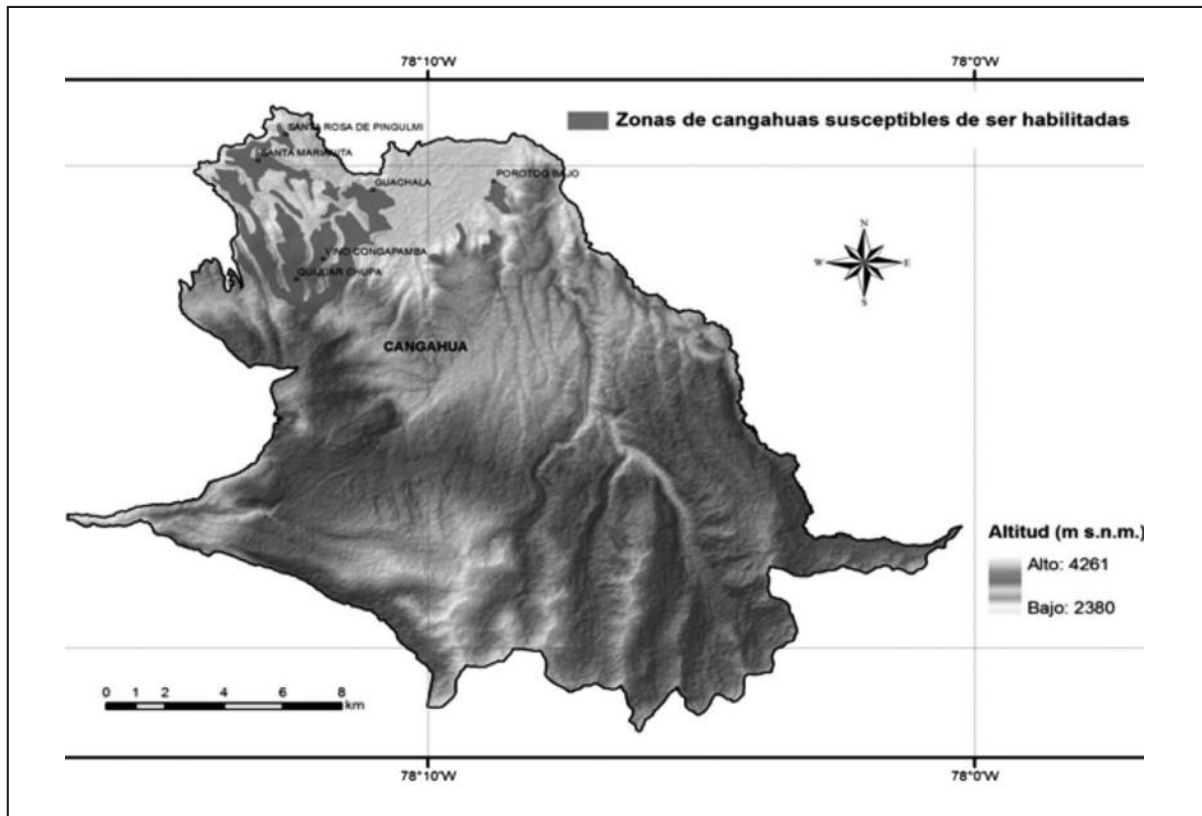 78°10'W
78°0'W
Zonas de cangahuas susceptibles de ser habilitadas
SANTA ROSA DE PINGULMI
SANTA MARIANITA
GUACHALA
POROTOG BAJO
VINO CONGAPAMBA
QUIJUAR CHUPA
CANGAHUA
N
W
E
S
Altitud (m s.n.m.)
Alto: 4261
Bajo: 2380
0 1 2 4 6 8
km
78°10'W
78°0'W